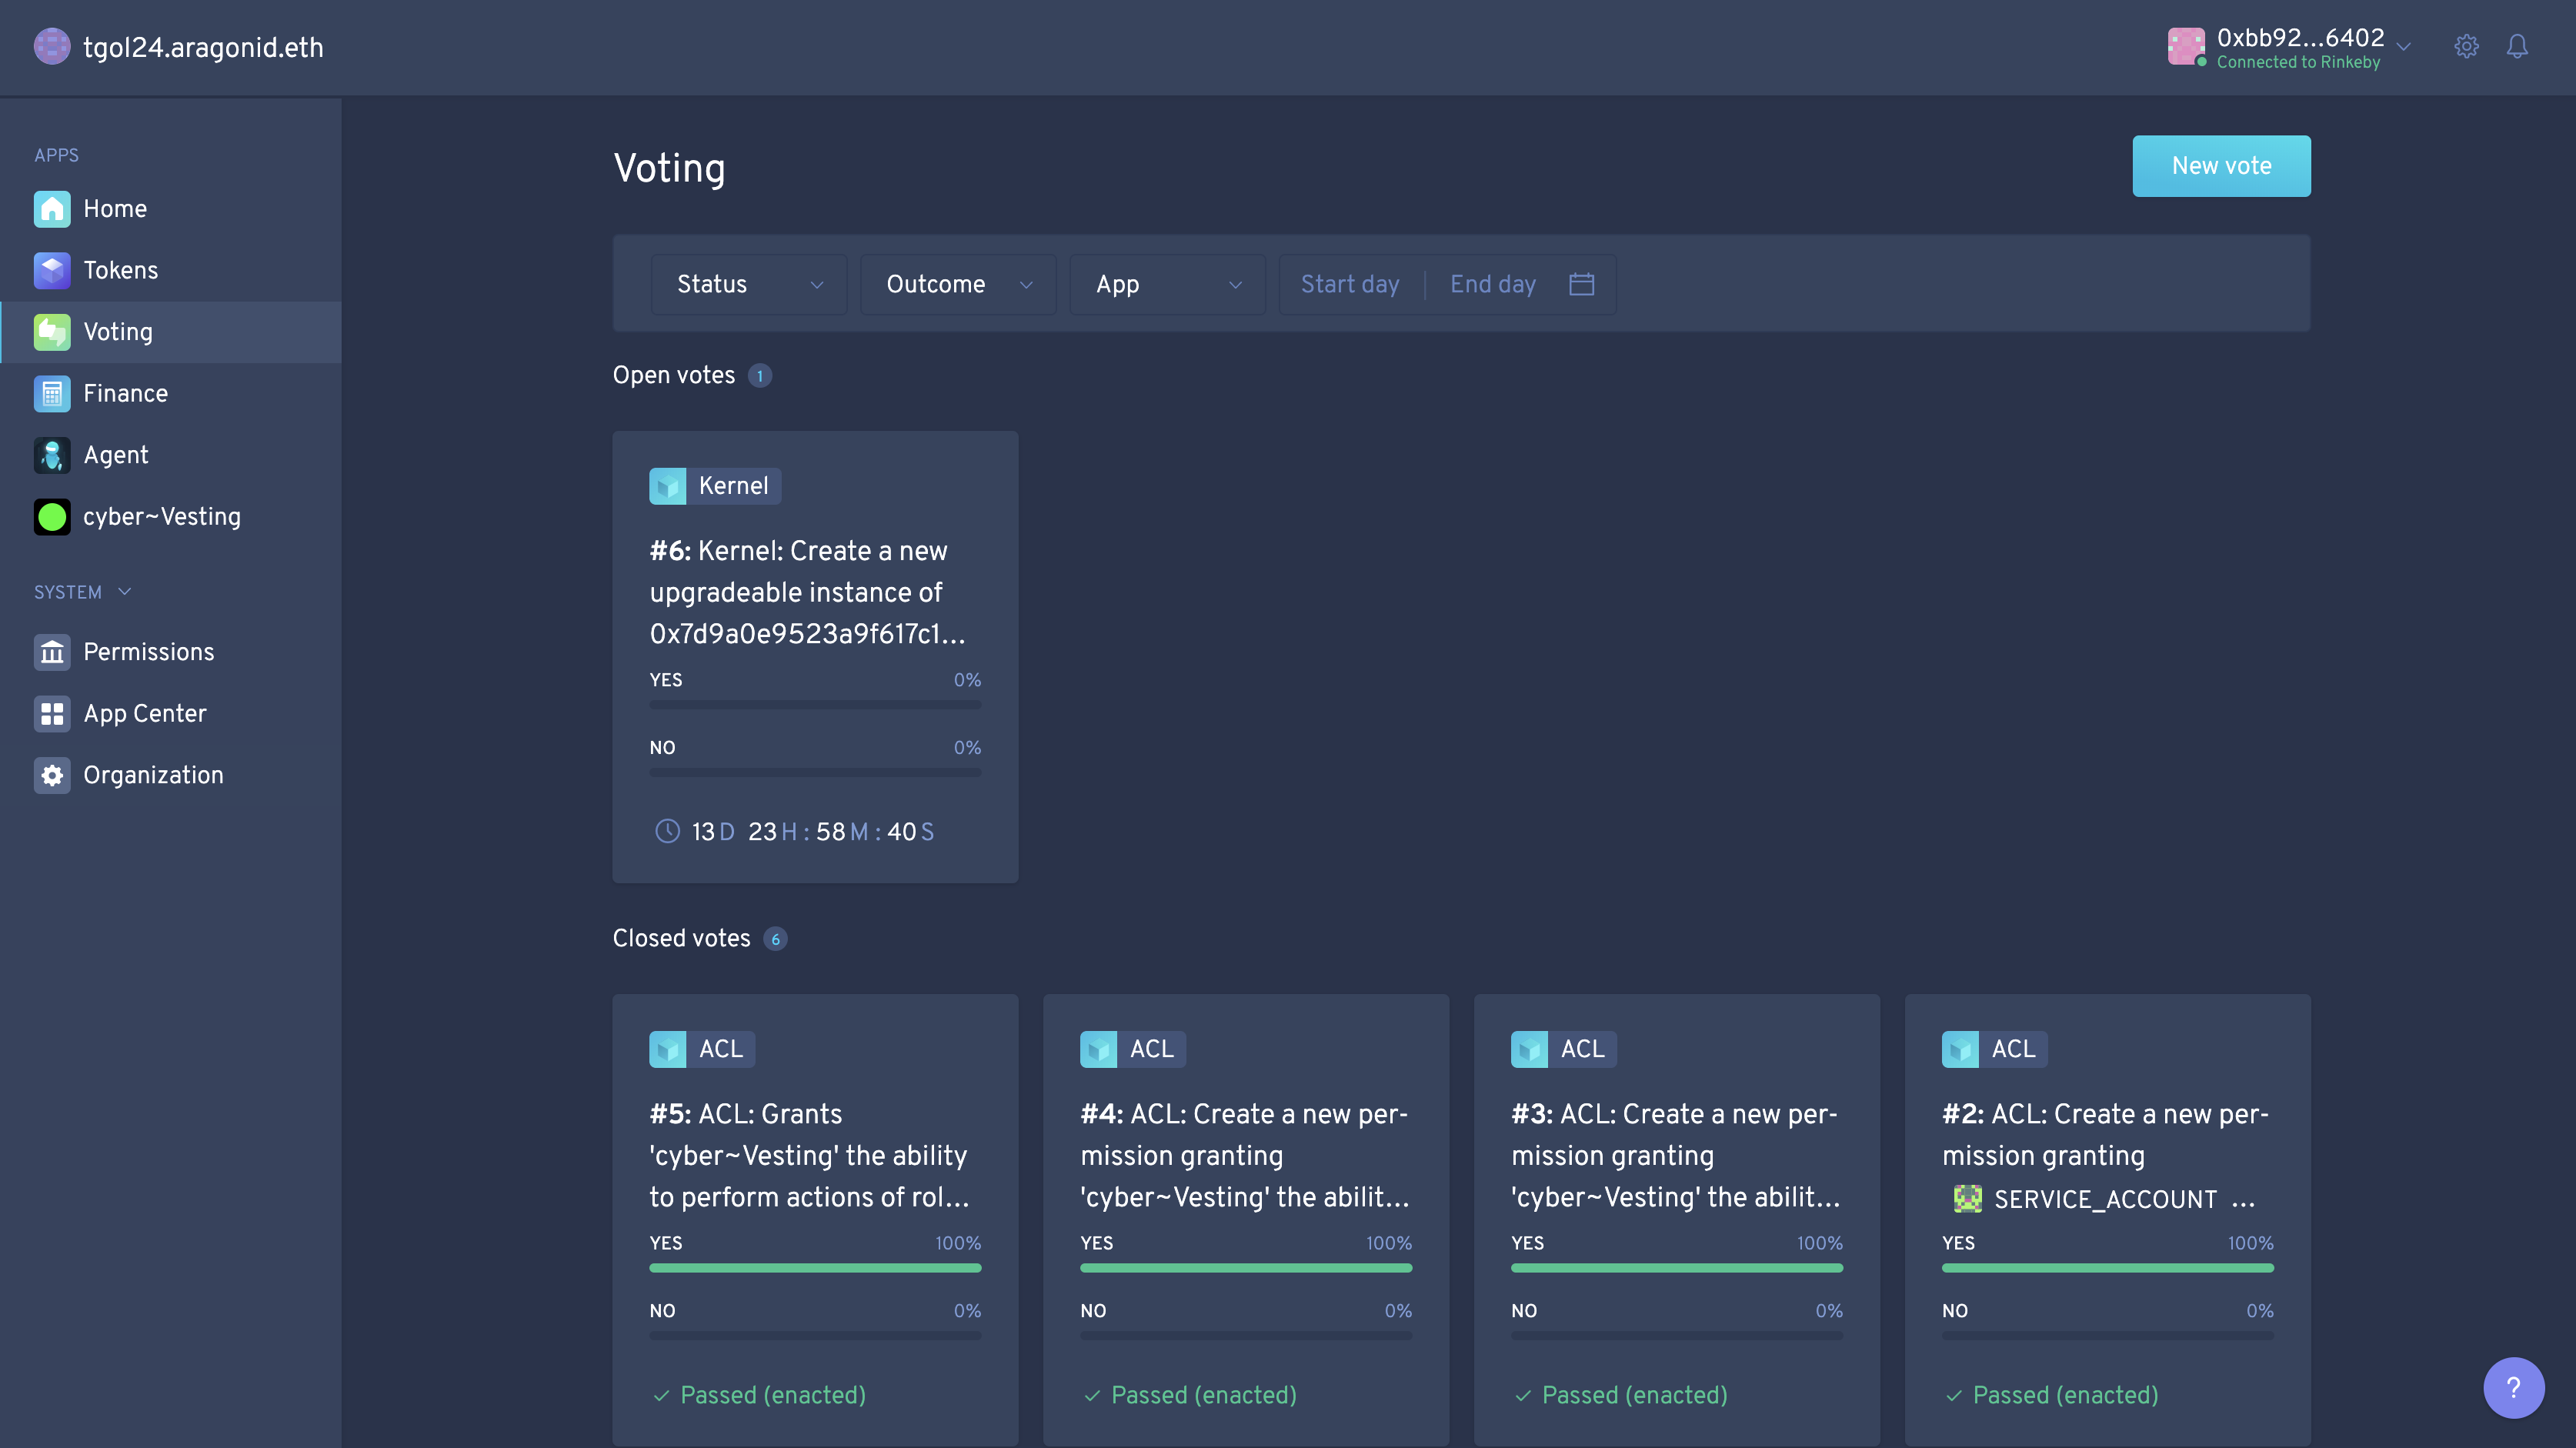 tgol24.aragonid.eth
0xbb92...6402
Connected to Rinkeby
APPS
Home
Tokens
Voting
Finance
Agent
cyber~Vesting
SYSTEM
Permissions
App Center
Organization
Voting
New vote
Status
Outcome
App
Start day
End day
Open votes 1
Kernel
#6: Kernel: Create a new
upgradeable instance of
0x7d9a0e9523a9f617c1...
YES 0%
NO 0%
13 D 23 H : 58 M : 40 S
Closed votes 6
ACL
#5: ACL: Grants
'cyber~Vesting' the ability
to perform actions of rol...
YES 100%
NO 0%
Passed (enacted)
ACL
#4: ACL: Create a new per-
mission granting
'cyber~Vesting' the abilit...
YES 100%
NO 0%
Passed (enacted)
ACL
#3: ACL: Create a new per-
mission granting
'cyber~Vesting' the abilit...
YES 100%
NO 0%
Passed (enacted)
ACL
#2: ACL: Create a new per-
mission granting
SERVICE_ACCOUNT ...
YES 100%
NO 0%
Passed (enacted)
?